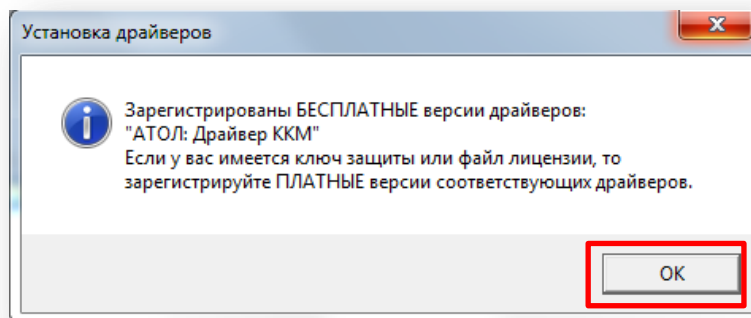 Установка драйверов
Зарегистрированы БЕСПЛАТНЫЕ версии драйверов:
"АТОЛ: Драйвер ККМ"
Если у вас имеется ключ защиты или файл лицензии, то
зарегистрируйте ПЛАТНЫЕ версии соответствующих драйверов.
ОК